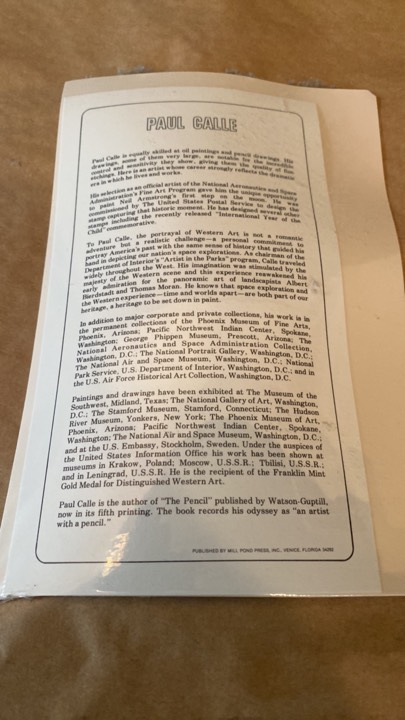 PAUL CALLE
Paul Calle is equally skilled at oil paintings and pencil drawings. His
drawings, some of them very large, are notable for the incredible
control and sensitivity they show, giving them the quality of fine
etchings. Here is an artist whose career strongly reflects the dramatic
era in which he lives and works.
His selection as an official artist of the National Aeronautics and Space
Administration's Fine Art Program gave him the unique opportunity
to paint Neil Armstrong's first step on the moon. He was
commissioned by The United States Postal Service to design the
stamp capturing that historic moment. He has designed several other
stamps including the recently released "International Year of the
Child" commemorative.
To Paul Calle, the portrayal of Western Art is not a romantic
adventure but a realistic challenge—a personal commitment to
portray America's past with the same sense of history that guided his
hand in depicting our nation's space explorations. As chairman of the
Department of Interior's "Artist in the Parks" program, Calle traveled
widely throughout the West. His imagination was stimulated by the
majesty of the Western scene and this experience reawakened his
early admiration for the panoramic art of landscapists Albert
Bierdstadt and Thomas Moran. He knows that space exploration and
the Western experience—time and worlds apart—are both part of our
heritage, a heritage to be set down in paint.
In addition to major corporate and private collections, his work is in
the permanent collections of the Phoenix Museum of Fine Arts,
Phoenix, Arizona; Pacific Northwest Indian Center, Spokane,
Washington; George Phippen Museum, Prescott, Arizona; The
National Aeronautics and Space Administration Collection,
Washington, D.C.; The National Portrait Gallery, Washington, D.C.;
The National Air and Space Museum, Washington, D.C.; National
Park Service, U.S. Department of Interior, Washington, D.C.; and in
the U.S. Air Force Historical Art Collection, Washington, D.C.
Paintings and drawings have been exhibited at The Museum of the
Southwest, Midland, Texas; The National Gallery of Art, Washington,
D.C.; The Stamford Museum, Stamford, Connecticut; The Hudson
River Museum, Yonkers, New York; The Phoenix Museum of Art,
Phoenix, Arizona; Pacific Northwest Indian Center, Spokane,
Washington; The National Air and Space Museum, Washington, D.C.;
and at the U.S. Embassy, Stockholm, Sweden. Under the auspices of
the United States Information Office his work has been shown at
museums in Krakow, Poland; Moscow, U.S.S.R.; Tbilisi, U.S.S.R.;
and in Leningrad, U.S.S.R. He is the recipient of the Franklin Mint
Gold Medal for Distinguished Western Art.
Paul Calle is the author of "The Pencil" published by Watson-Guptill,
now in its fifth printing. The book records his odyssey as "an artist
with a pencil."
PUBLISHED BY MILL POND PRESS, INC., VENICE, FLORIDA